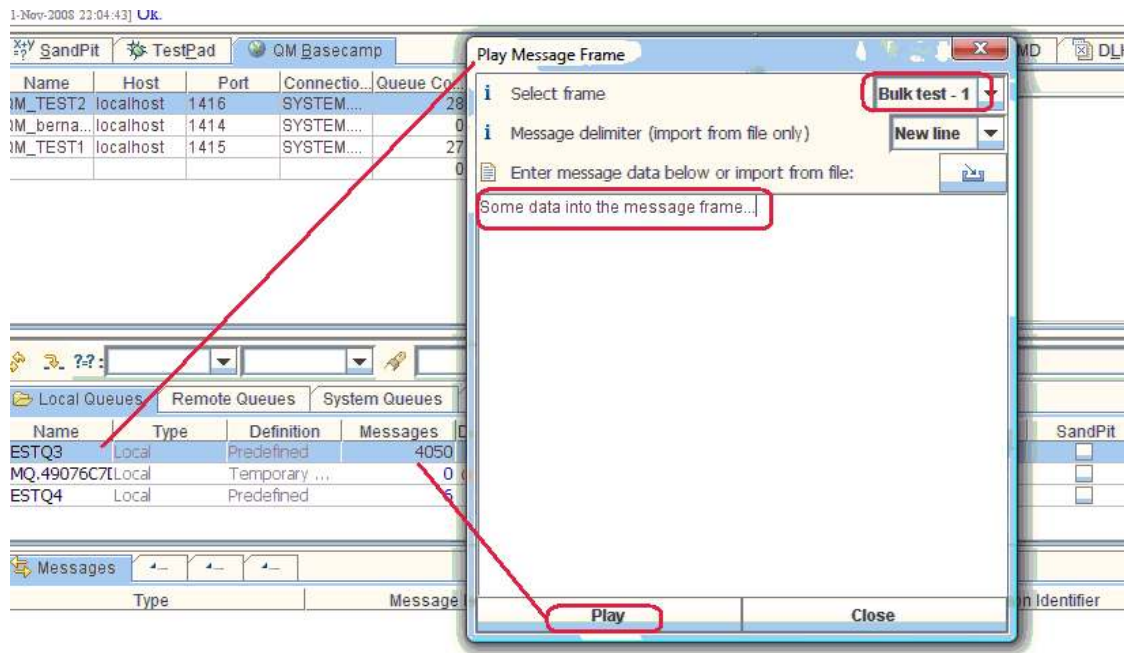 1-Nov-2008 22:04:43] Ok.
X+Y =? SandPit TestPad QM Basecamp MD DL
Name Host Port Connectio... Queue Co...
QM_TEST2 localhost 1416 SYSTEM.... 28
QM_berna... localhost 1414 SYSTEM.... 0
QM_TEST1 localhost 1415 SYSTEM.... 27
0
Play Message Frame
i Select frame Bulk test - 1
i Message delimiter (import from file only) New line
Enter message data below or import from file:
Some data into the message frame...
?=? :
Local Queues Remote Queues System Queues
Name Type Definition Messages D SandPit
ESTQ3 Local Predefined 4050
MQ.49076C7 Local Temporary ... 0
ESTQ4 Local Predefined 6
Messages
Type Message on Identifier
Play Close